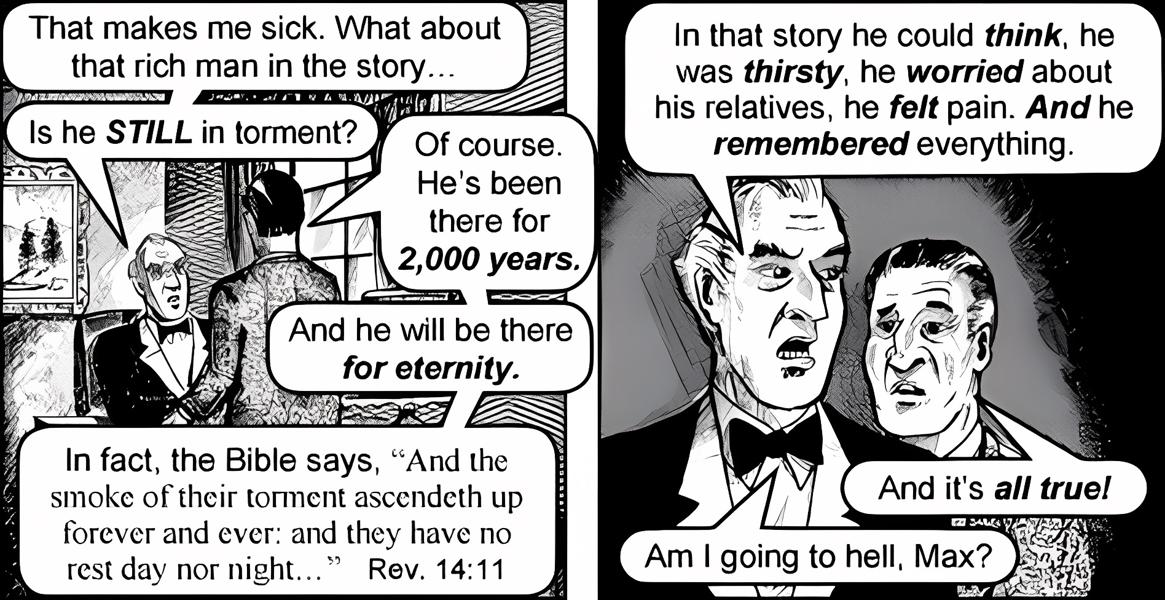 That makes me sick. What about
that rich man in the story...
Is he STILL in torment?
Of course.
He's been
there for
2,000 years.
And he will be there
for eternity.
In fact, the Bible says, “And the
smoke of their torment ascendeth up
forever and ever: and they have no
rest day nor night...” Rev. 14:11
In that story he could think, he
was thirsty, he worried about
his relatives, he felt pain. And he
remembered everything.
And it's all true!
Am I going to hell, Max?